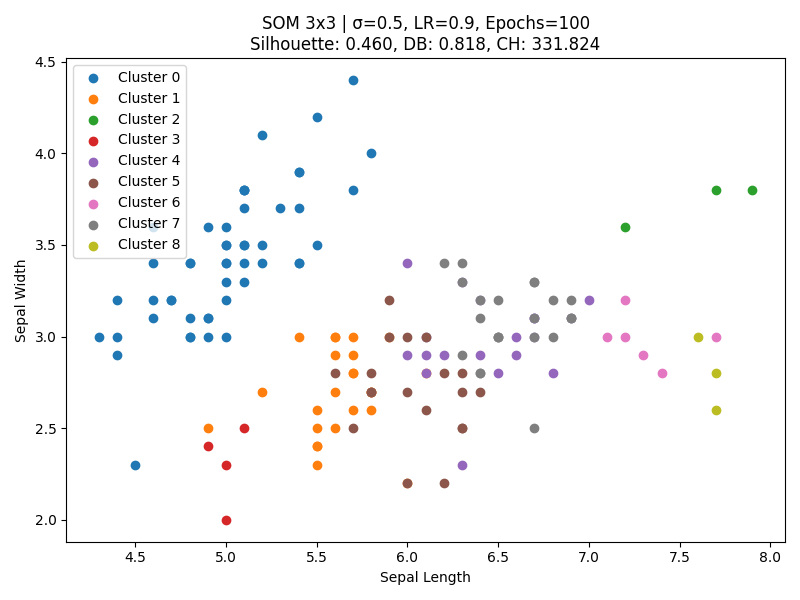 SOM 3x3 | σ=0.5, LR=0.9, Epochs=100
Silhouette: 0.460, DB: 0.818, CH: 331.824
Cluster 0
Cluster 1
Cluster 2
Cluster 3
Cluster 4
Cluster 5
Cluster 6
Cluster 7
Cluster 8
Sepal Width
4.5
4.0
3.5
3.0
2.5
2.0
4.5 5.0 5.5 6.0 6.5 7.0 7.5 8.0
Sepal Length